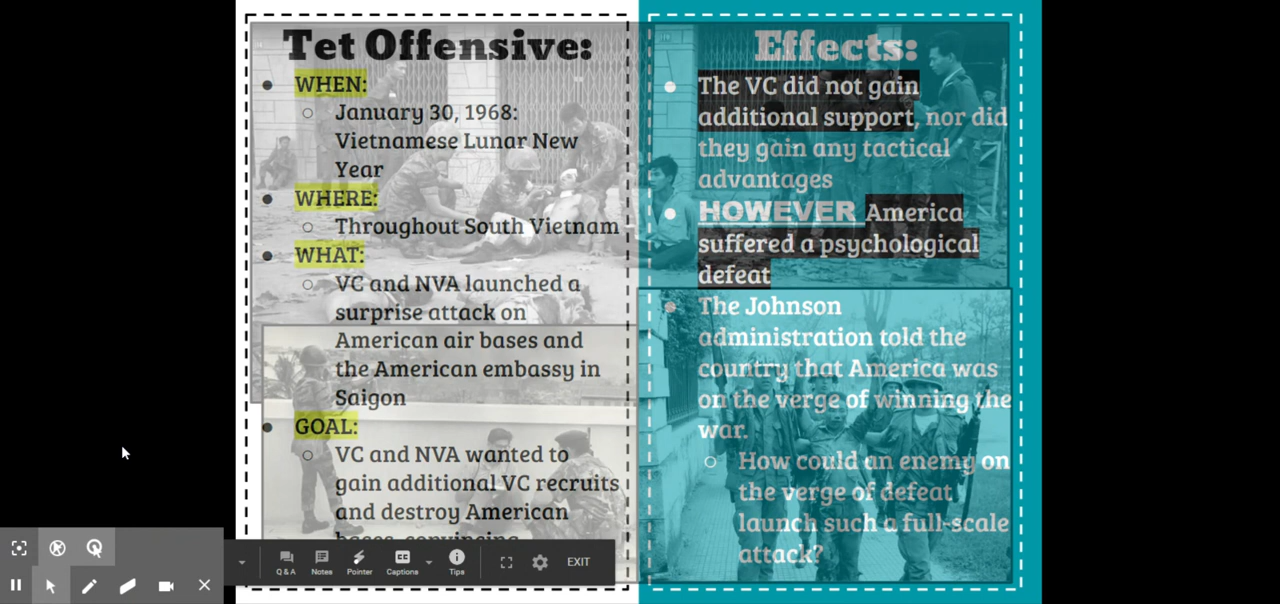 Tet Offensive:
WHEN:
January 30, 1968:
Vietnamese Lunar New
Year
WHERE:
Throughout South Vietnam
WHAT:
VC and NVA launched a
surprise attack on
American air bases and
the American embassy in
Saigon
GOAL:
VC and NVA wanted to
gain additional VC recruits
and destroy American
Effects:
The VC did not gain
additional support, nor did
they gain any tactical
advantages
HOWEVER America
suffered a psychological
defeat
The Johnson
administration told the
country that America was
on the verge of winning the
war.
How could an enemy on
the verge of defeat
launch such a full-scale
attack?
Q&A Notes Pointer Captions Tips EXIT